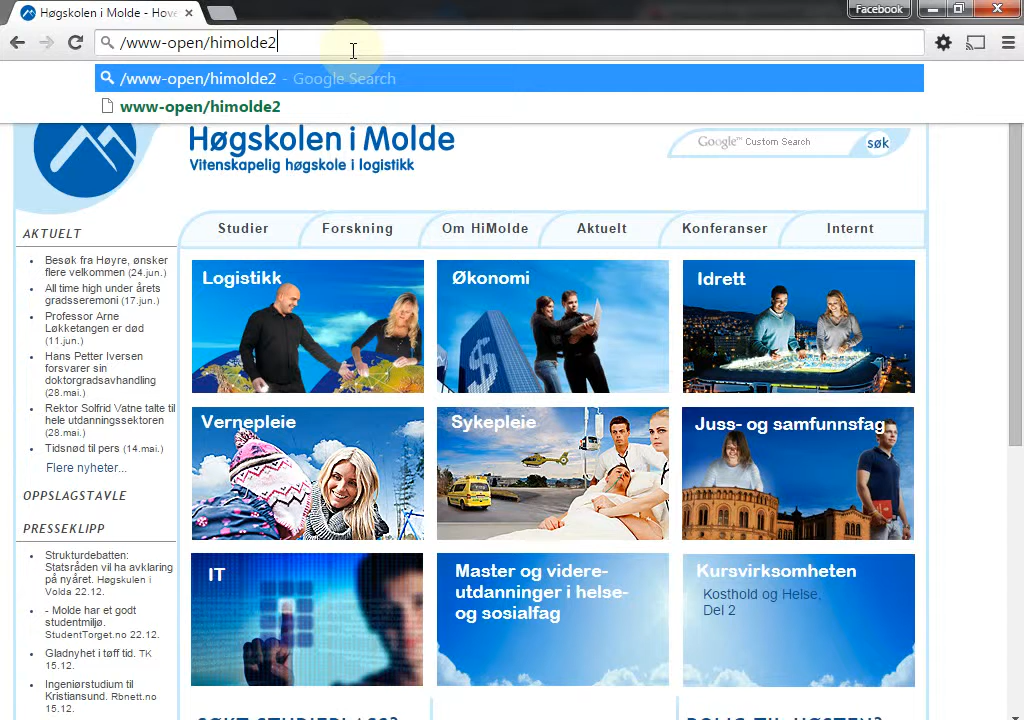 Høgskolen i Molde - Hove
Facebook
/www-open/himolde2
/www-open/himolde2 - Google Search
www-open/himolde2
Høgskolen i Molde
Vitenskapelig høgskole i logistikk
Google™ Custom Search
søk
Studier
Forskning
Om HiMolde
Aktuelt
Konferanser
Internt
AKTUELT
Besøk fra Høyre, ønsker
flere velkommen (24.jun.)
All time high under årets
gradsseremoni (17.jun.)
Professor Arne
Løkketangen er død
(11.jun.)
Hans Petter Iversen
forsvarer sin
doktorgradsavhandling
(28.mai.)
Rektor Solfrid Vatne talte til
hele utdanningssektoren
(28.mai.)
Tidsnød til pers (14.mai.)
Flere nyheter...
OPPSLAGSTAVLE
PRESSEKLIPP
Strukturdebatten:
Statsråden vil ha avklaring
på nyåret. Høgskulen i
Volda 22.12.
- Molde har et godt
studentmiljø.
StudentTorget.no 22.12.
Gladnyhet i tøff tid. TK
15.12.
Ingeniørstudium til
Kristiansund. Rbnett.no
15.12.
Logistikk
Økonomi
Idrett
Vernepleie
Sykepleie
Juss- og samfunnsfag
IT
Master og videre-
utdanninger i helse-
og sosialfag
Kursvirksomheten
Kosthold og Helse,
Del 2
SØKT STUDIEPLASS?
BOLIG TIL HØSTEN?